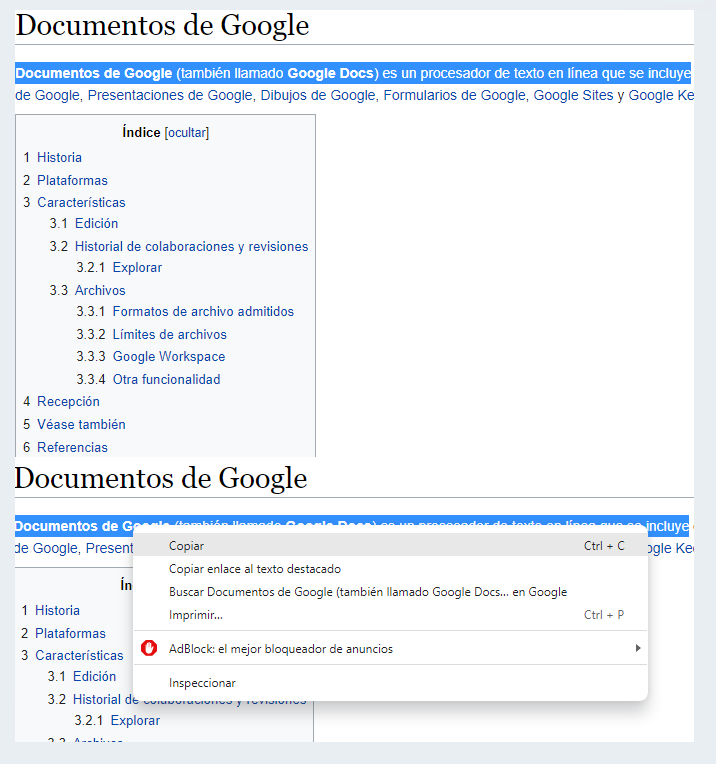 Documentos de Google
Documentos de Google (también llamado Google Docs) es un procesador de texto en línea que se incluye
de Google, Presentaciones de Google, Dibujos de Google, Formularios de Google, Google Sites y Google Ke
Índice [ocultar]
1 Historia
2 Plataformas
3 Características
3.1 Edición
3.2 Historial de colaboraciones y revisiones
3.2.1 Explorar
3.3 Archivos
3.3.1 Formatos de archivo admitidos
3.3.2 Límites de archivos
3.3.3 Google Workspace
3.3.4 Otra funcionalidad
4 Recepción
5 Véase también
6 Referencias
Documentos de Google
Documentos de Google (también llamado Google Docs) es un procesador de texto en línea que se incluye
de Google, Present
ogle Ke
Copiar Ctrl + C
Copiar enlace al texto destacado
Buscar Documentos de Google (también llamado Google Docs... en Google
Imprimir... Ctrl + P
AdBlock: el mejor bloqueador de anuncios
Inspeccionar
Ín
1 Historia
2 Plataformas
3 Características
3.1 Edición
3.2 Historial de colaboraciones y revisiones
3.2.1 Explorar
3.3 Archivos